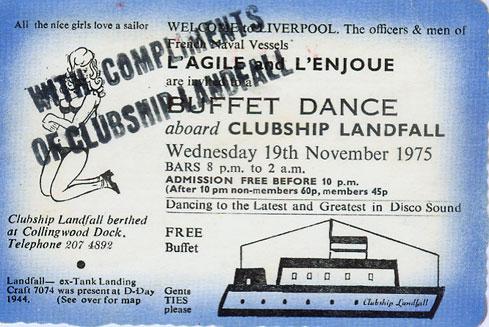 All the nice girls love a sailor
WITH COMPLIMENTS
OF CLUBSHIP LANDFALL
WELCOME to LIVERPOOL. The officers & men of
French Naval Vessels
L'AGILE and L'ENJOUE
are invited to a
BUFFET DANCE
aboard CLUBSHIP LANDFALL
Wednesday 19th November 1975
BARS 8 p.m. to 2 a.m.
ADMISSION FREE BEFORE 10 p.m.
(After 10 pm non-members 60p, members 45p
Dancing to the Latest and Greatest in Disco Sound
Clubship Landfall berthed
at Collingwood Dock.
Telephone 207 4892
Landfall— ex-Tank Landing
Craft 7074 was present at D-Day
1944. (See over for map
FREE
Buffet
Gents
TIES
please
Clubship Landfall